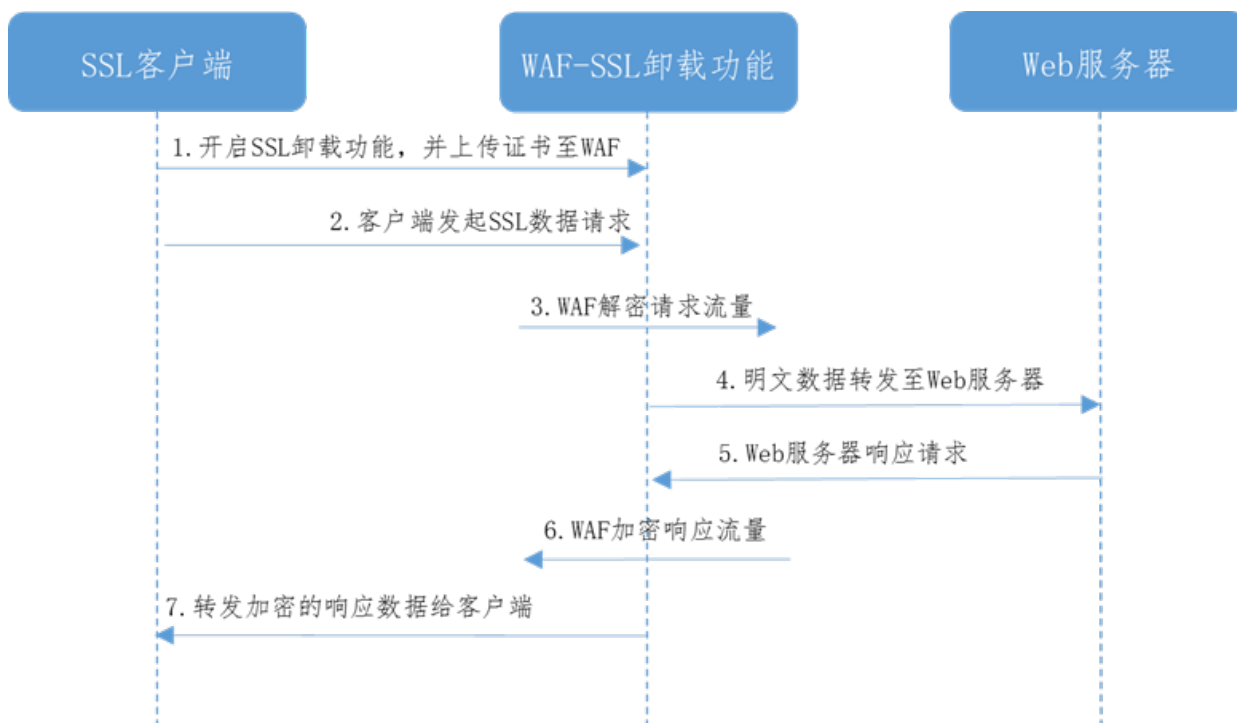 SSL客户端
WAF-SSL卸载功能
Web服务器
1.开启SSL卸载功能，并上传证书至WAF
2.客户端发起SSL数据请求
3.WAF解密请求流量
4.明文数据转发至Web服务器
5.Web服务器响应请求
6.WAF加密响应流量
7.转发加密的响应数据给客户端